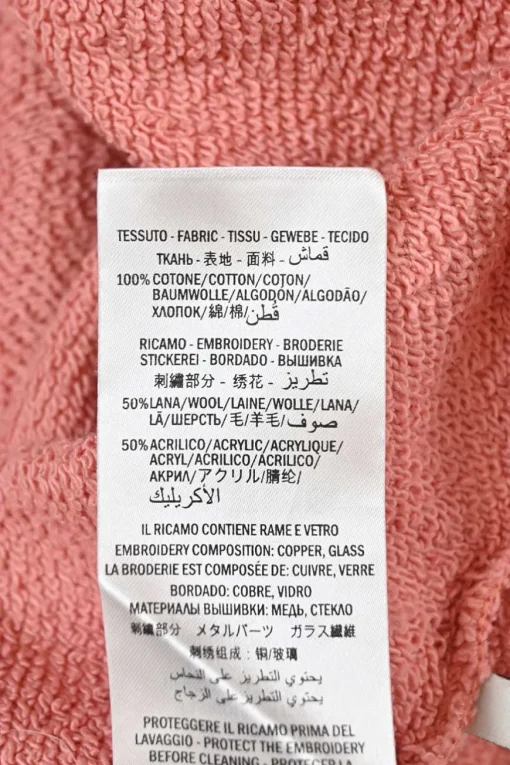 TESSUTO - FABRIC - TISSU - GEWEBE - TECIDO
ТКАНЬ - 表地 - 面料 - قماش
100% COTONE/COTTON/COTON/
BAUMWOLLE/ALGODÓN/ALGODÃO/
ХЛОПОК/綿/棉/قطن
RICAMO - EMBROIDERY - BRODERIE
STICKEREI - BORDADO - ВЫШИВКА
刺繍部分 - 绣花 - تطريز
50% LANA/WOOL/LAINE/WOLLE/LANA/
LÃ/ШЕРСТЬ/毛/羊毛/صوف
50% ACRILICO/ACRYLIC/ACRYLIQUE/
ACRYL/ACRILICO/ACRÍLICO/
АКРИЛ/アクリル/腈纶/
الأكريليك
IL RICAMO CONTIENE RAME E VETRO
EMBROIDERY COMPOSITION: COPPER, GLASS
LA BRODERIE EST COMPOSÉE DE: CUIVRE, VERRE
BORDADO: COBRE, VIDRO
МАТЕРИАЛЫ ВЫШИВКИ: МЕДЬ, СТЕКЛО
刺繍部分 メタルパーツ ガラス繊維
刺绣组成：铜/玻璃
يحتوي التطريز على النحاس
يحتوي التطريز على الزجاج
PROTEGGERE IL RICAMO PRIMA DEL
LAVAGGIO - PROTECT THE EMBROIDERY
BEFORE CLEANING - PROTEGER LA